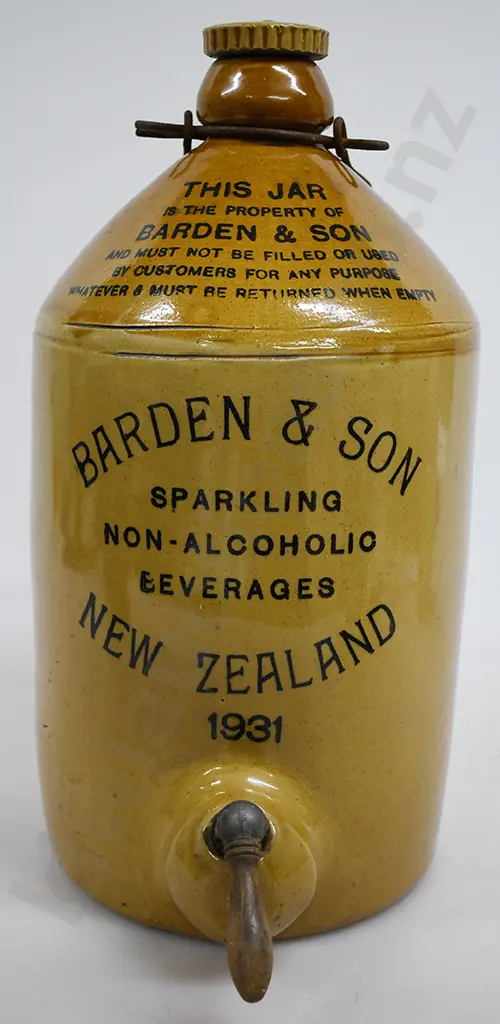 THIS JAR
IS THE PROPERTY OF
BARDEN & SON
AND MUST NOT BE FILLED OR USED
BY CUSTOMERS FOR ANY PURPOSE
WHATEVER & MUST BE RETURNED WHEN EMPTY
BARDEN & SON
SPARKLING
NON-ALCOHOLIC
BEVERAGES
NEW ZEALAND
1931
.nz